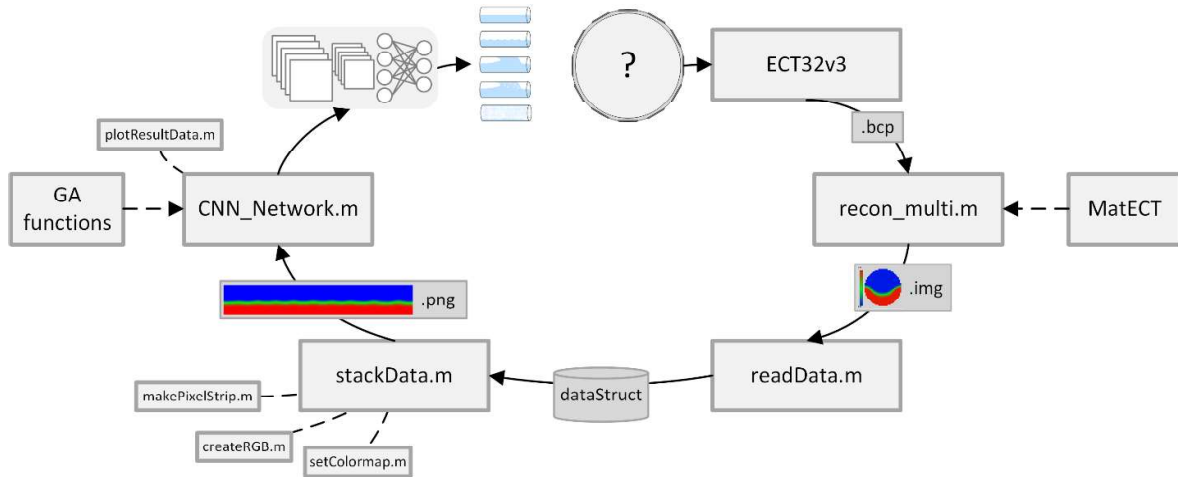 ?
ECT32v3
.bcp
plotResultData.m
GA
functions
CNN_Network.m
recon_multi.m
MatECT
.png
.img
stackData.m
dataStruct
readData.m
makePixelStrip.m
createRGB.m
setColormap.m